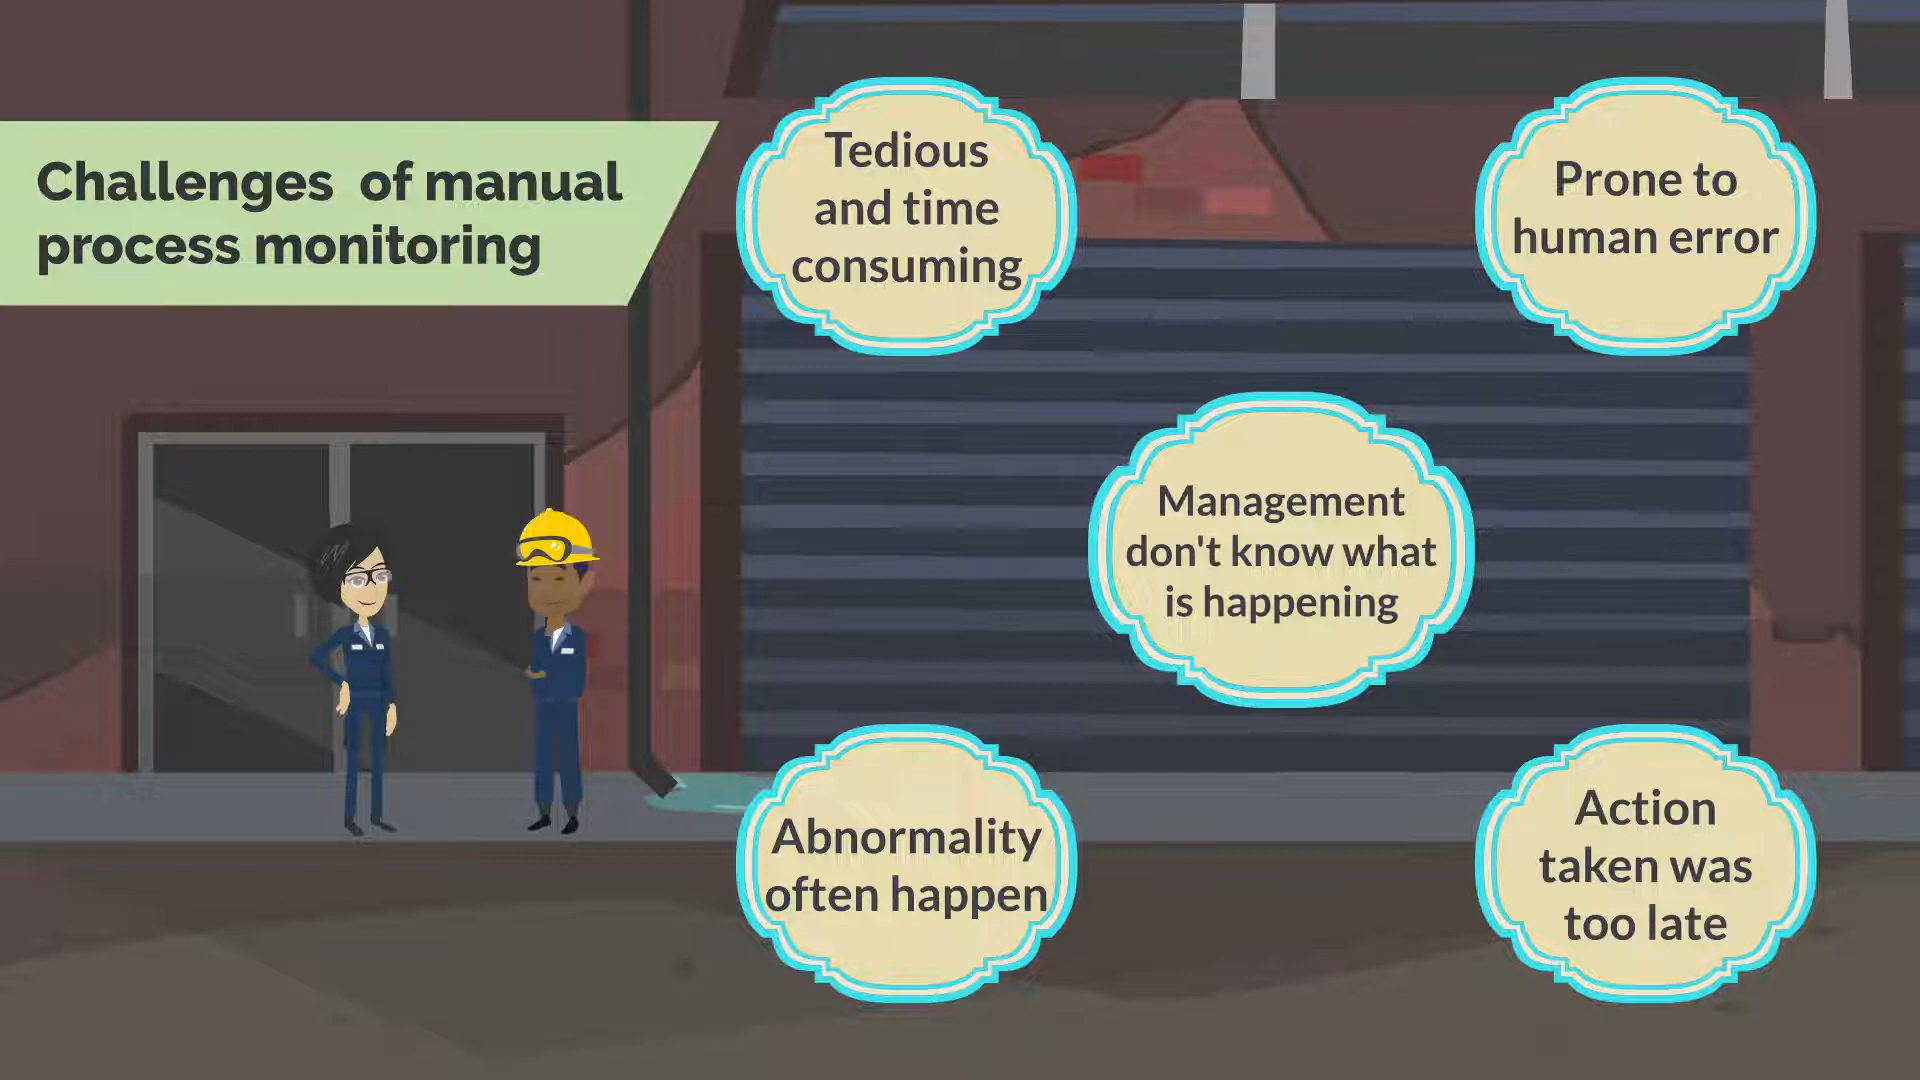 Challenges of manual
process monitoring
Tedious
and time
consuming
Prone to
human error
Management
don't know what
is happening
Abnormality
often happen
Action
taken was
too late